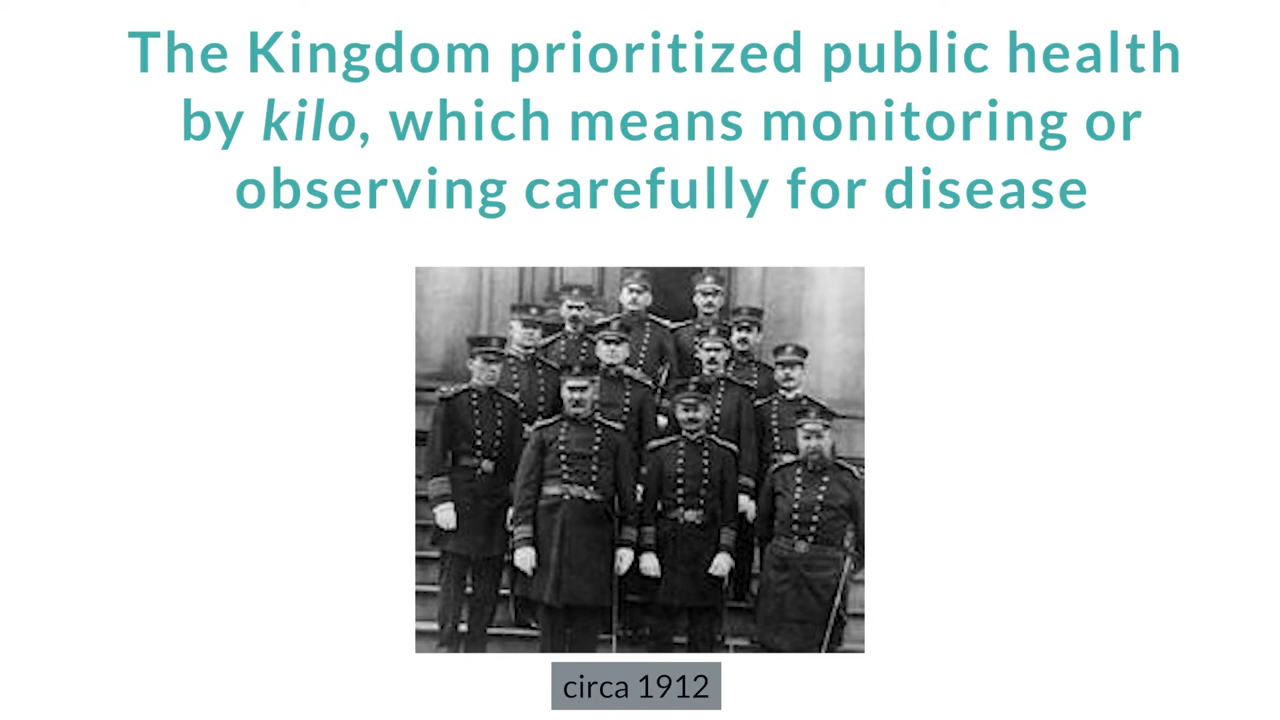 The Kingdom prioritized public health
by kilo, which means monitoring or
observing carefully for disease
circa 1912